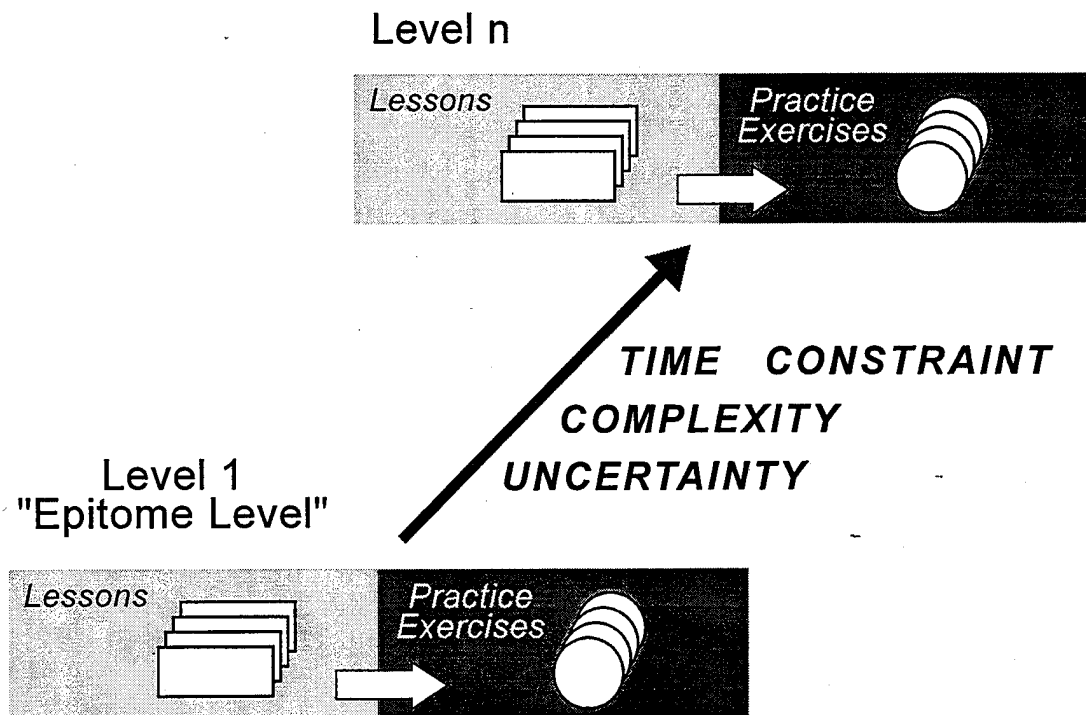 Level n
Lessons
Practice
Exercises
TIME CONSTRAINT
COMPLEXITY
UNCERTAINTY
Level 1
"Epitome Level"
Lessons
Practice
Exercises